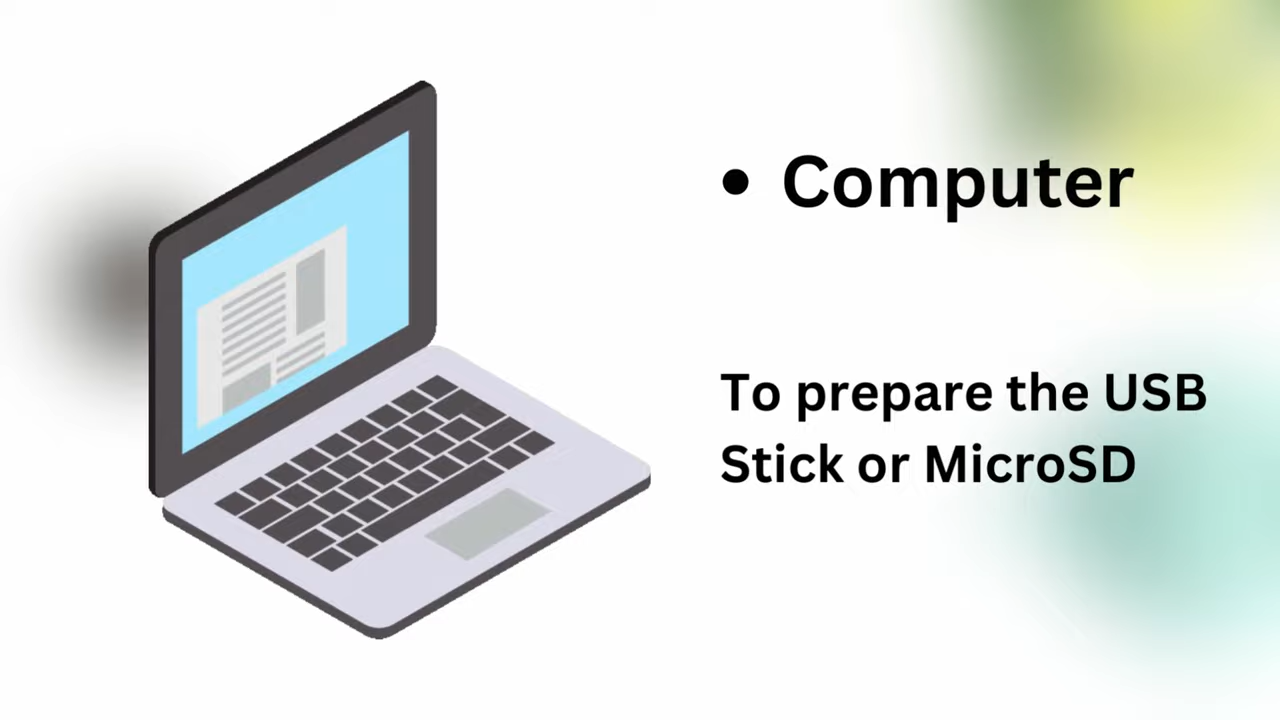 • Computer
To prepare the USB
Stick or MicroSD